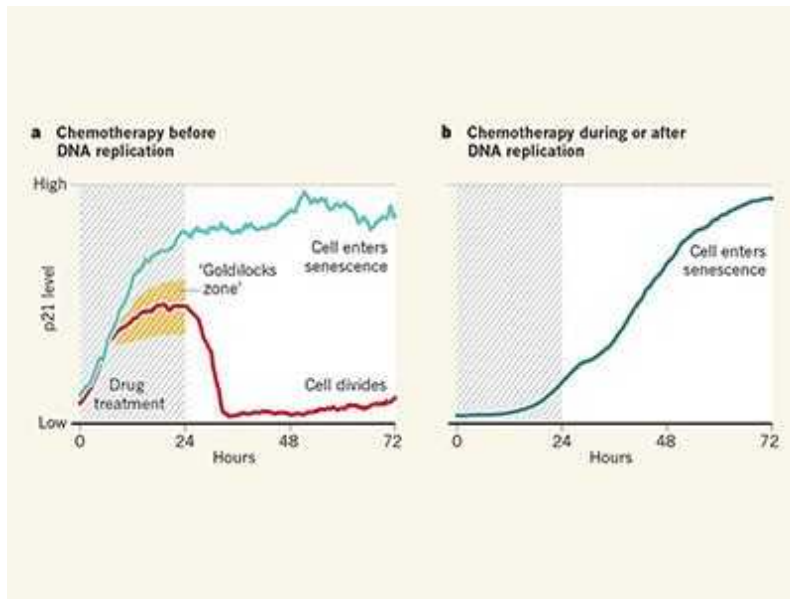 a Chemotherapy before
DNA replication
High
p21 level
Low
'Goldilocks
zone'
Cell enters
senescence
Drug
treatment
Cell divides
0 24 48 72
Hours
b Chemotherapy during or after
DNA replication
Cell enters
senescence
0 24 48 72
Hours